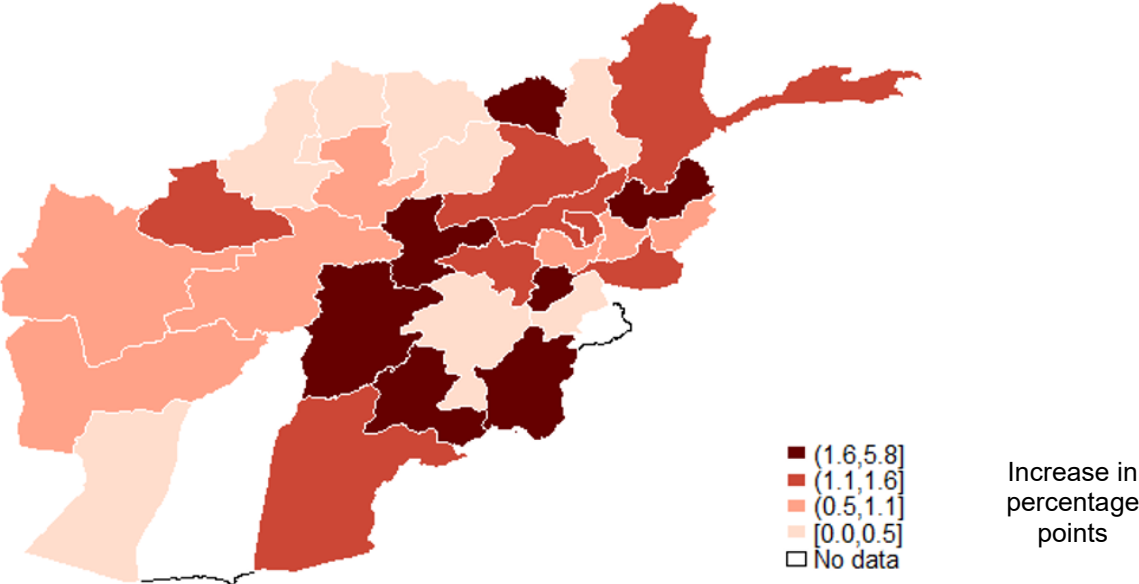 (1.6,5.8]
(1.1,1.6]
(0.5,1.1]
[0.0,0.5]
No data
Increase in
percentage
points